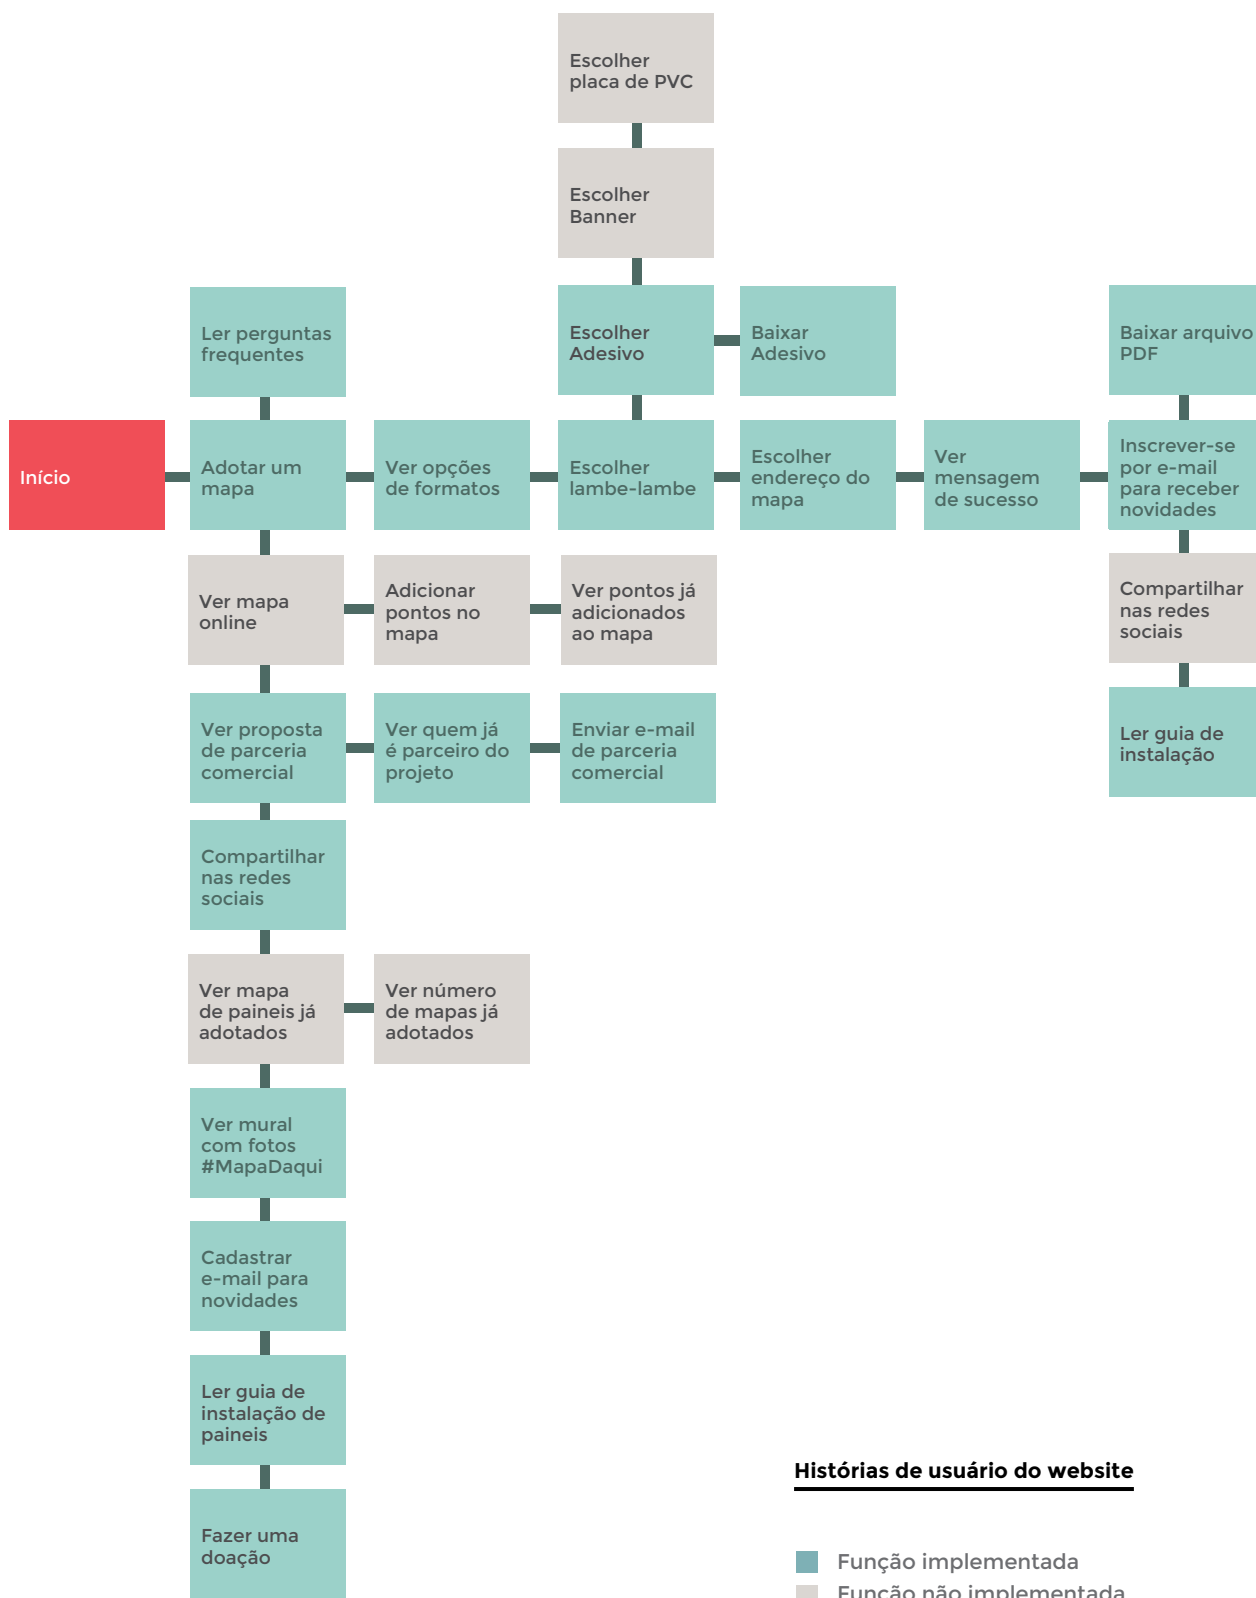 Escolher
placa de PVC
Escolher
Banner
Ler perguntas
frequentes
Escolher
Adesivo
Baixar
Adesivo
Baixar arquivo
PDF
Início
Adotar um
mapa
Ver opções
de formatos
Escolher
lambe-lambe
Escolher
endereço do
mapa
Ver
mensagem
de sucesso
Inscrever-se
por e-mail
para receber
novidades
Ver mapa
online
Adicionar
pontos no
mapa
Ver pontos já
adicionados
ao mapa
Compartilhar
nas redes
sociais
Ver proposta
de parceria
comercial
Ver quem já
é parceiro do
projeto
Enviar e-mail
de parceria
comercial
Ler guia de
instalação
Compartilhar
nas redes
sociais
Ver mapa
de paineis já
adotados
Ver número
de mapas já
adotados
Ver mural
com fotos
#MapaDaqui
Cadastrar
e-mail para
novidades
Ler guia de
instalação de
paineis
Fazer uma
doação
Histórias de usuário do website
Função implementada
Função não implementada